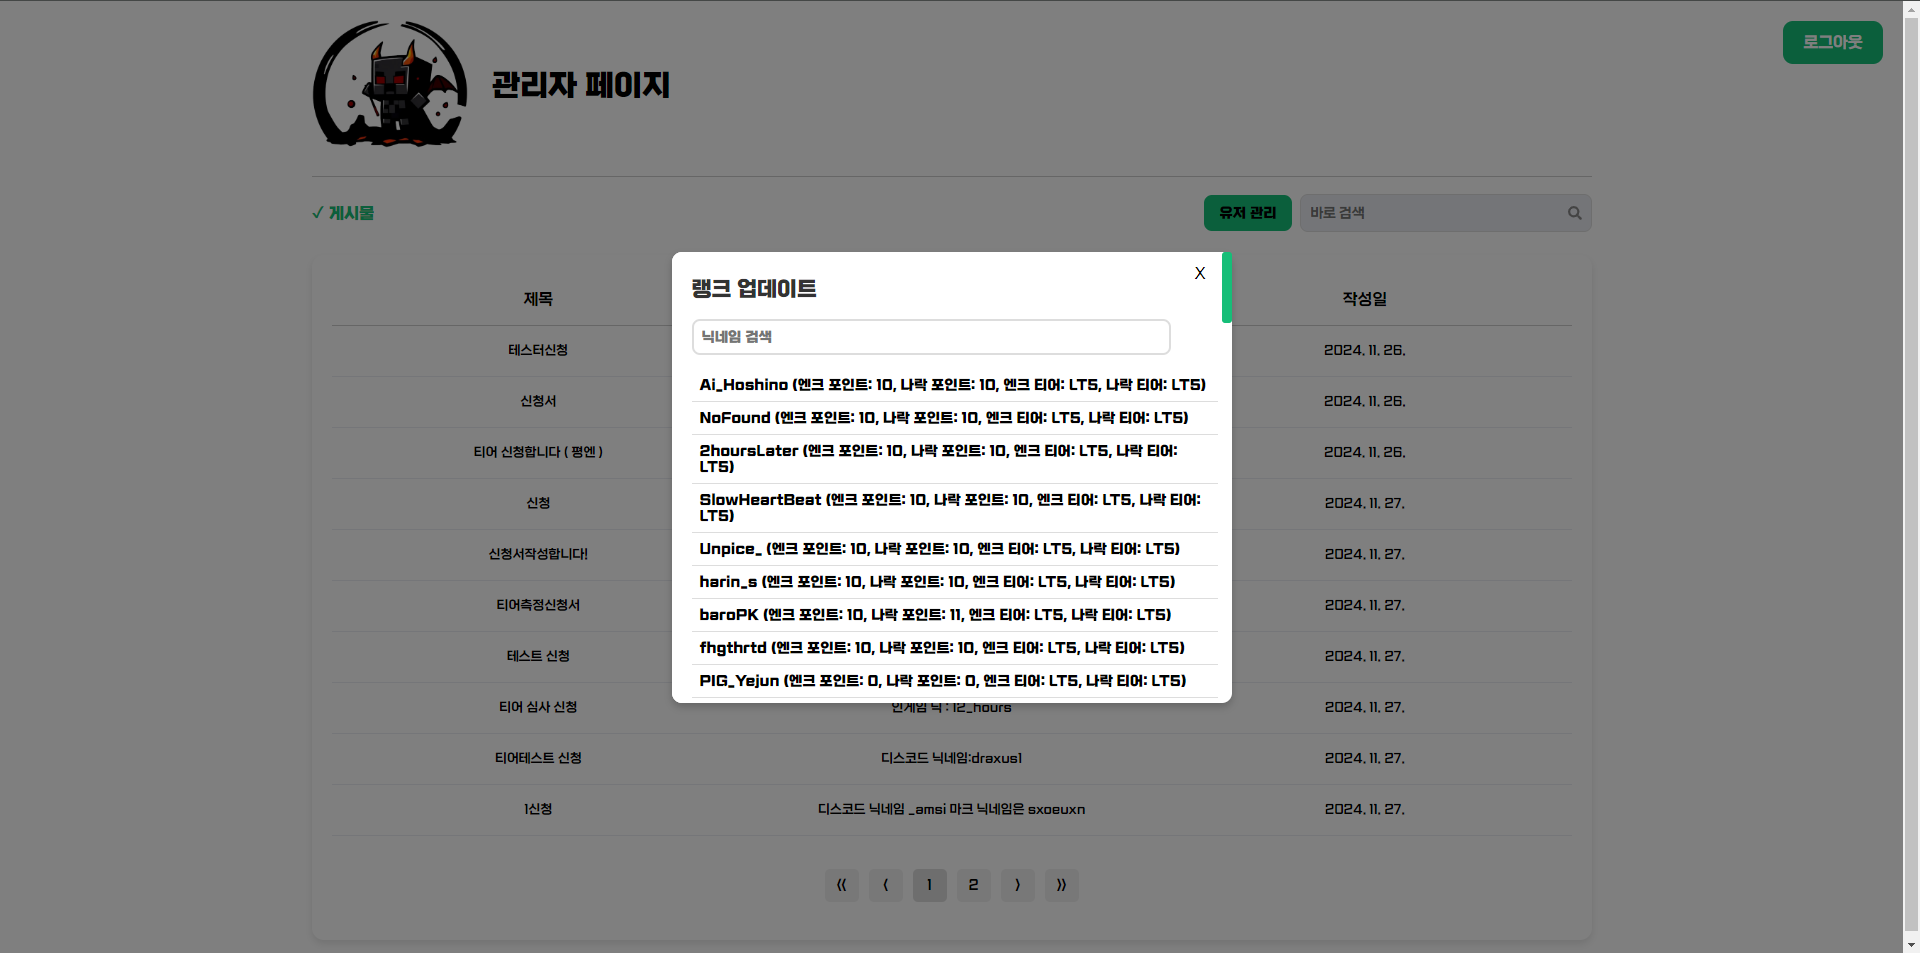 관리자 페이지
로그아웃
✓ 게시물
유저 관리
바로 검색
제목
작성일
테스터신청
2024. 11. 26.
신청서
2024. 11. 26.
티어 신청합니다 ( 평엔 )
2024. 11. 26.
신청
2024. 11. 27.
신청서작성합니다!
2024. 11. 27.
티어측정신청서
2024. 11. 27.
테스트 신청
2024. 11. 27.
티어 심사 신청
인게임 닉 : 12_hours
2024. 11. 27.
티어테스트 신청
디스코드 닉네임:draxus1
2024. 11. 27.
1신청
디스코드 닉네임 _amsi 마크 닉네임은 sxoeuxn
2024. 11. 27.
⟨⟨ ⟨ 1 2 ⟩ ⟩⟩
X
랭크 업데이트
닉네임 검색
Ai_Hoshino (엔크 포인트: 10, 나락 포인트: 10, 엔크 티어: LT5, 나락 티어: LT5)
NoFound (엔크 포인트: 10, 나락 포인트: 10, 엔크 티어: LT5, 나락 티어: LT5)
2hoursLater (엔크 포인트: 10, 나락 포인트: 10, 엔크 티어: LT5, 나락 티어:
LT5)
SlowHeartBeat (엔크 포인트: 10, 나락 포인트: 10, 엔크 티어: LT5, 나락 티어:
LT5)
Unpice_ (엔크 포인트: 10, 나락 포인트: 10, 엔크 티어: LT5, 나락 티어: LT5)
harin_s (엔크 포인트: 10, 나락 포인트: 10, 엔크 티어: LT5, 나락 티어: LT5)
baroPK (엔크 포인트: 10, 나락 포인트: 11, 엔크 티어: LT5, 나락 티어: LT5)
fhgthrtd (엔크 포인트: 10, 나락 포인트: 10, 엔크 티어: LT5, 나락 티어: LT5)
PIG_Yejun (엔크 포인트: 0, 나락 포인트: 0, 엔크 티어: LT5, 나락 티어: LT5)